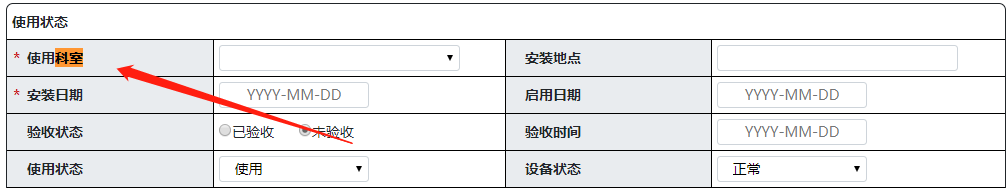 使用状态
* 使用科室 安装地点
* 安装日期 YYYY-MM-DD 启用日期 YYYY-MM-DD
验收状态 已验收 未验收 验收时间 YYYY-MM-DD
使用状态 使用 设备状态 正常